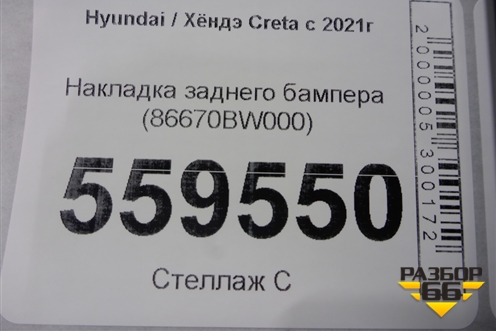 Hyundai / Хёндэ Creta с 2021г
Накладка заднего бампера
(86670BW000)
559550
Стеллаж С
2000005300172
РАЗБОР
66